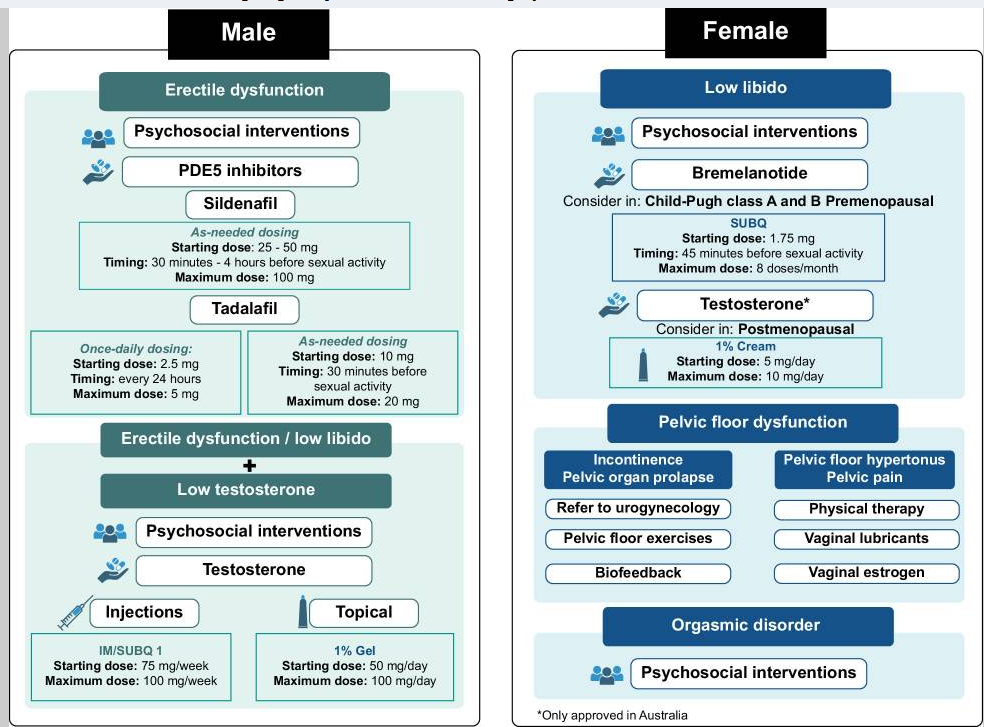 Male
Erectile dysfunction
Psychosocial interventions
PDE5 inhibitors
Sildenafil
As-needed dosing
Starting dose: 25 - 50 mg
Timing: 30 minutes - 4 hours before sexual activity
Maximum dose: 100 mg
Tadalafil
Once-daily dosing:
Starting dose: 2.5 mg
Timing: every 24 hours
Maximum dose: 5 mg
As-needed dosing
Starting dose: 10 mg
Timing: 30 minutes before
sexual activity
Maximum dose: 20 mg
Erectile dysfunction / low libido
+
Low testosterone
Psychosocial interventions
Testosterone
Injections
IM/SUBQ 1
Starting dose: 75 mg/week
Maximum dose: 100 mg/week
Topical
1% Gel
Starting dose: 50 mg/day
Maximum dose: 100 mg/day
Female
Low libido
Psychosocial interventions
Bremelanotide
Consider in: Child-Pugh class A and B Premenopausal
SUBQ
Starting dose: 1.75 mg
Timing: 45 minutes before sexual activity
Maximum dose: 8 doses/month
Testosterone*
Consider in: Postmenopausal
1% Cream
Starting dose: 5 mg/day
Maximum dose: 10 mg/day
Pelvic floor dysfunction
Incontinence
Pelvic organ prolapse
Refer to urogynecology
Pelvic floor exercises
Biofeedback
Pelvic floor hypertonus
Pelvic pain
Physical therapy
Vaginal lubricants
Vaginal estrogen
Orgasmic disorder
Psychosocial interventions
*Only approved in Australia